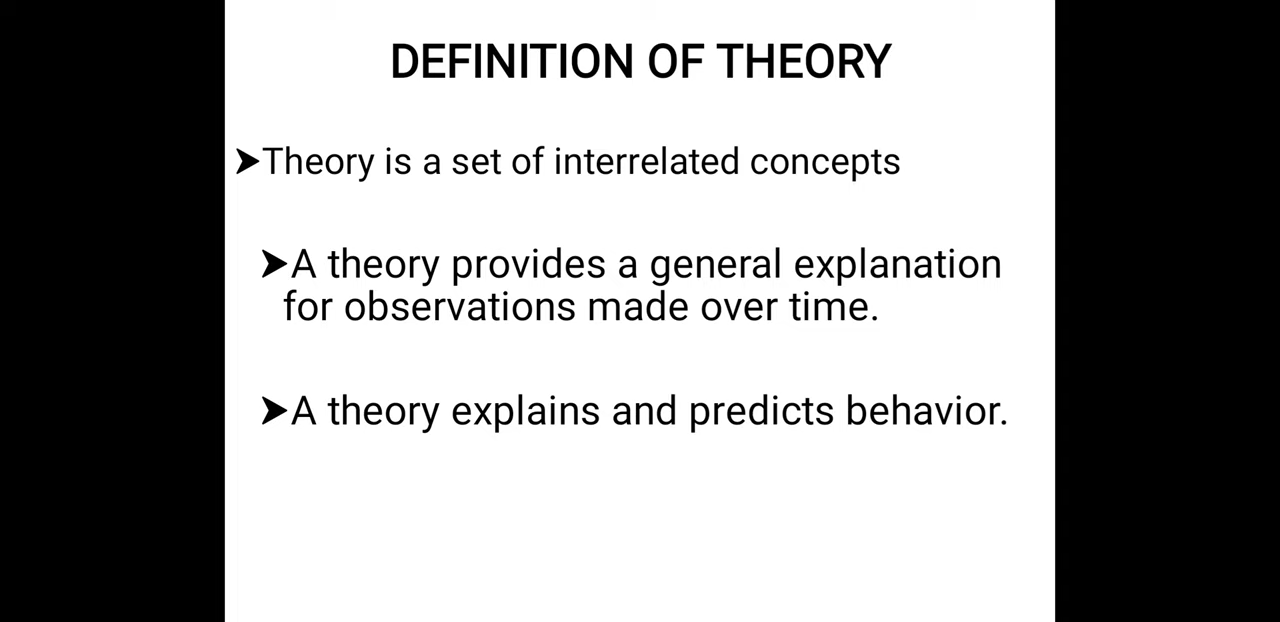 DEFINITION OF THEORY
➤Theory is a set of interrelated concepts
➤A theory provides a general explanation
for observations made over time.
➤A theory explains and predicts behavior.